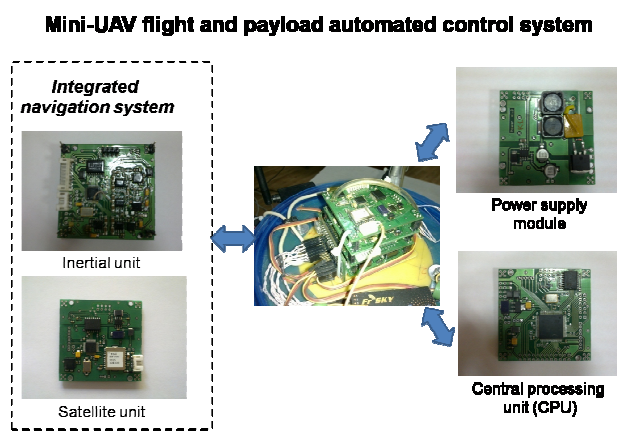 Mini-UAV flight and payload automated control system
Integrated
navigation system
Inertial unit
Satellite unit
FrSKY
Power supply
module
Central processing
unit (CPU)